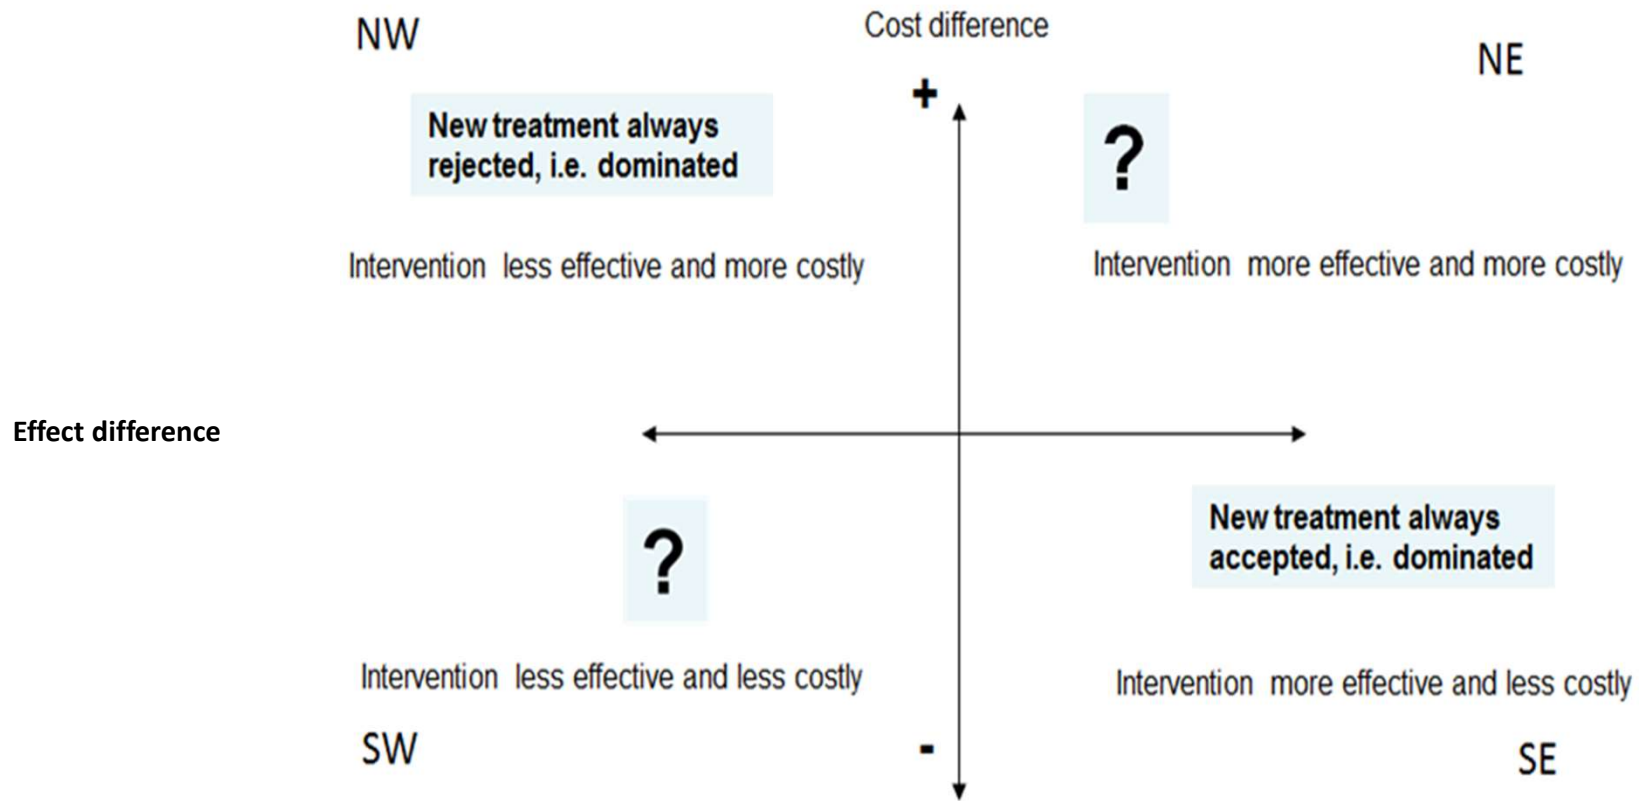 NW
Cost difference
NE
+
New treatment always
rejected, i.e. dominated
?
Intervention less effective and more costly
Intervention more effective and more costly
Effect difference
?
New treatment always
accepted, i.e. dominated
Intervention less effective and less costly
Intervention more effective and less costly
SW
-
SE